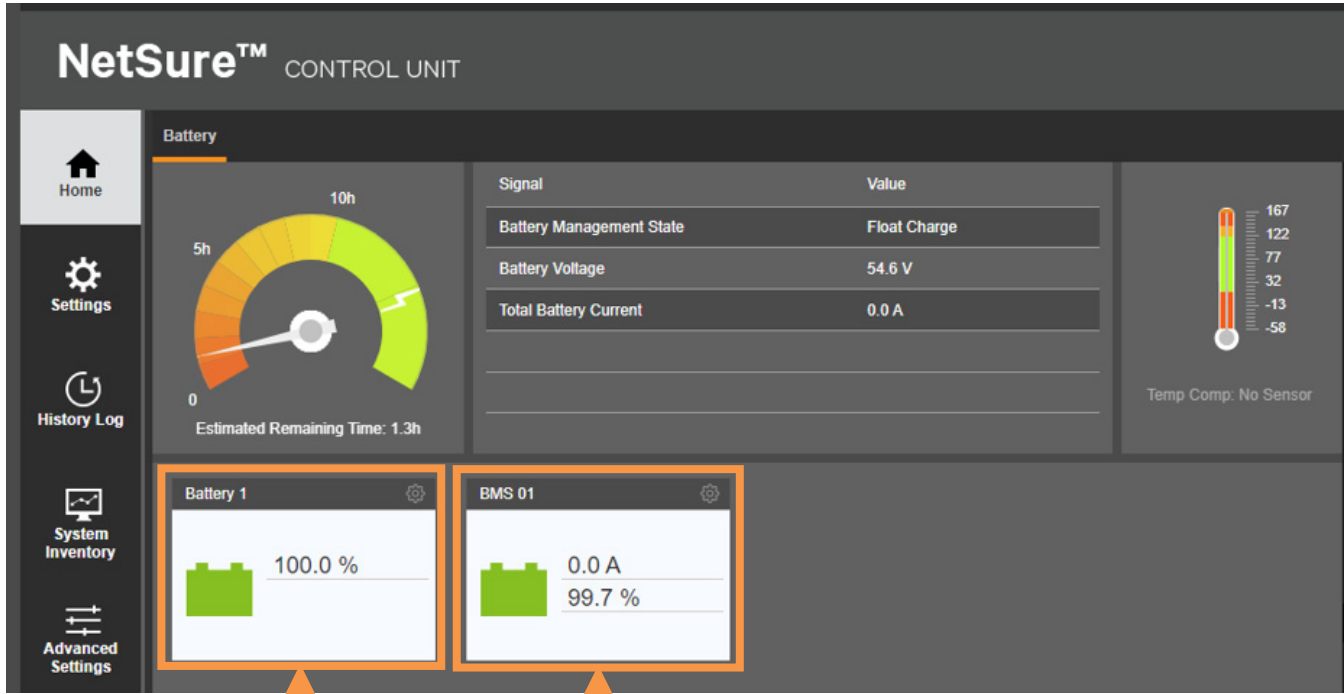 NetSure™ CONTROL UNIT
Home
Settings
History Log
System
Inventory
Advanced
Settings
Battery
10h
5h
0
Estimated Remaining Time: 1.3h
Signal Value
Battery Management State Float Charge
Battery Voltage 54.6 V
Total Battery Current 0.0 A
167
122
77
32
-13
-58
Temp Comp: No Sensor
Battery 1
100.0 %
BMS 01
0.0 A
99.7 %